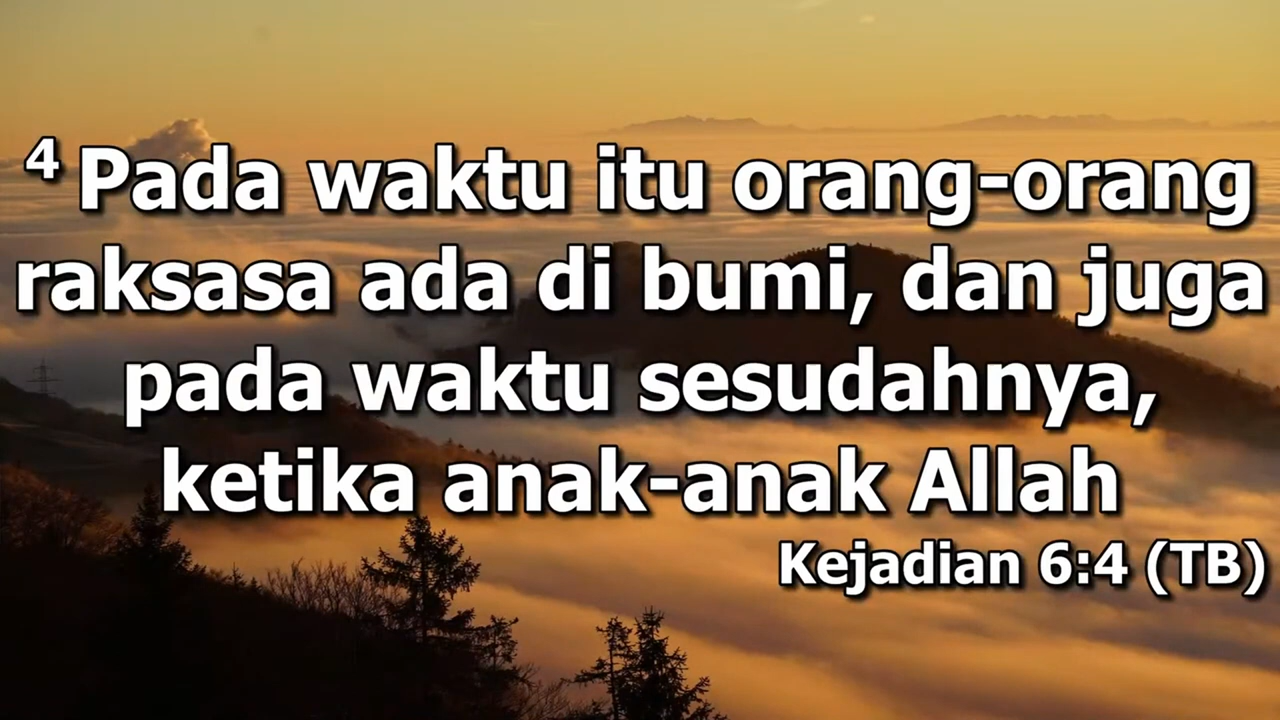 4 Pada waktu itu orang-orang
raksasa ada di bumi, dan juga
pada waktu sesudahnya,
ketika anak-anak Allah
Kejadian 6:4 (TB)